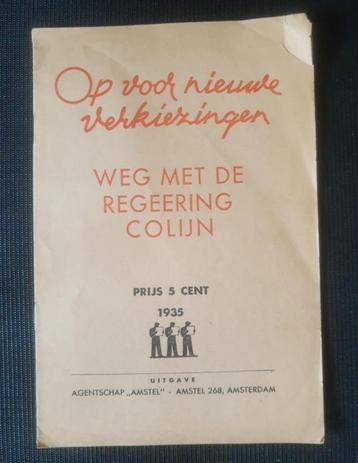 Op voor nieuwe
verkiezingen
WEG MET DE
REGEERING
COLIJN
PRIJS 5 CENT
1935
UITGAVE
AGENTSCHAP „AMSTEL" - AMSTEL 268, AMSTERDAM